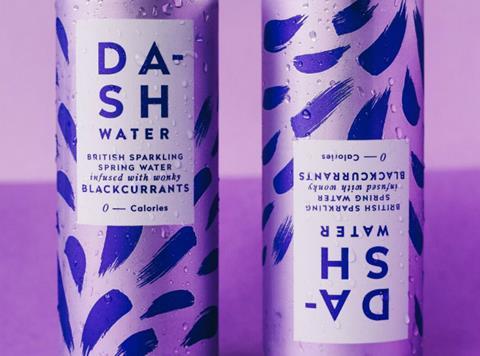 DA-
SH
WATER
BRITISH SPARKLING
SPRING WATER
infused with wonky
BLACKCURRANTS
0 — Calories
DA-
SH
WATER
BRITISH SPARKLING
SPRING WATER
infused with wonky
BLACKCURRANTS
0 — Calories